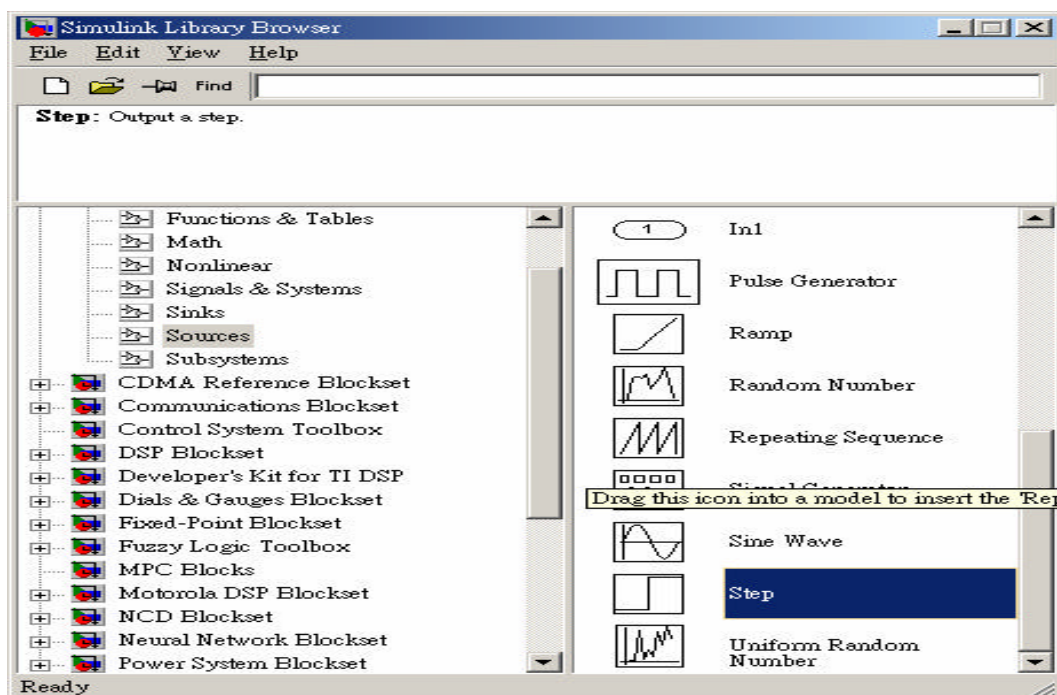 Simulink Library Browser
File Edit View Help
Find
Step: Output a step.
Functions & Tables
Math
Nonlinear
Signals & Systems
Sinks
Sources
Subsystems
CDMA Reference Blockset
Communications Blockset
Control System Toolbox
DSP Blockset
Developer's Kit for TI DSP
Dials & Gauges Blockset
Fixed-Point Blockset
Fuzzy Logic Toolbox
MPC Blocks
Motorola DSP Blockset
NCD Blockset
Neural Network Blockset
Power System Blockset
1 In1
Pulse Generator
Ramp
Random Number
Repeating Sequence
Drag this icon into a model to insert the 'Rep
Sine Wave
Step
Uniform Random
Number
Ready